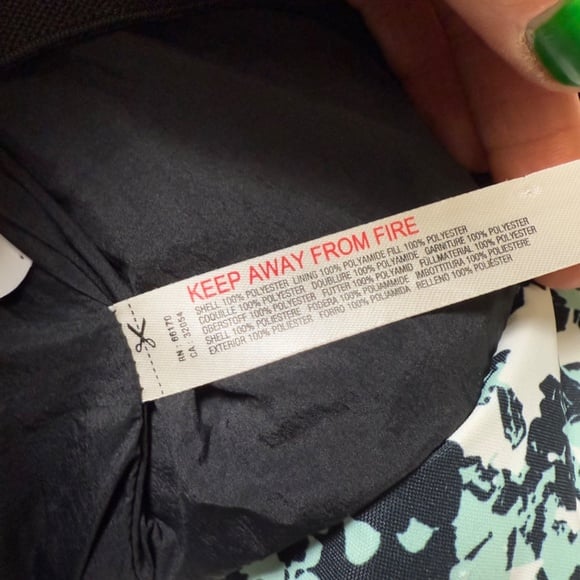 KEEP AWAY FROM FIRE
SHELL 100% POLYESTER LINING 100% POLYAMIDE FILL 100% POLYESTER
COQUILLE 100% POLYESTER DOUBLURE 100% POLYAMIDE GARNITURE 100% POLYESTER
OBERSTOFF 100% POLYESTER FUTTER 100% POLYAMID FULLMATERIAL 100% POLYESTER
SHELL 100% POLIESTERE FODERA 100% POLIAMMIDE IMBOTTITURA 100% POLIESTERE
EXTERIOR 100% POLIESTER FORRO 100% POLIAMIDA RELLENO 100% POLIÉSTER
RN: 66170
CA: 32054